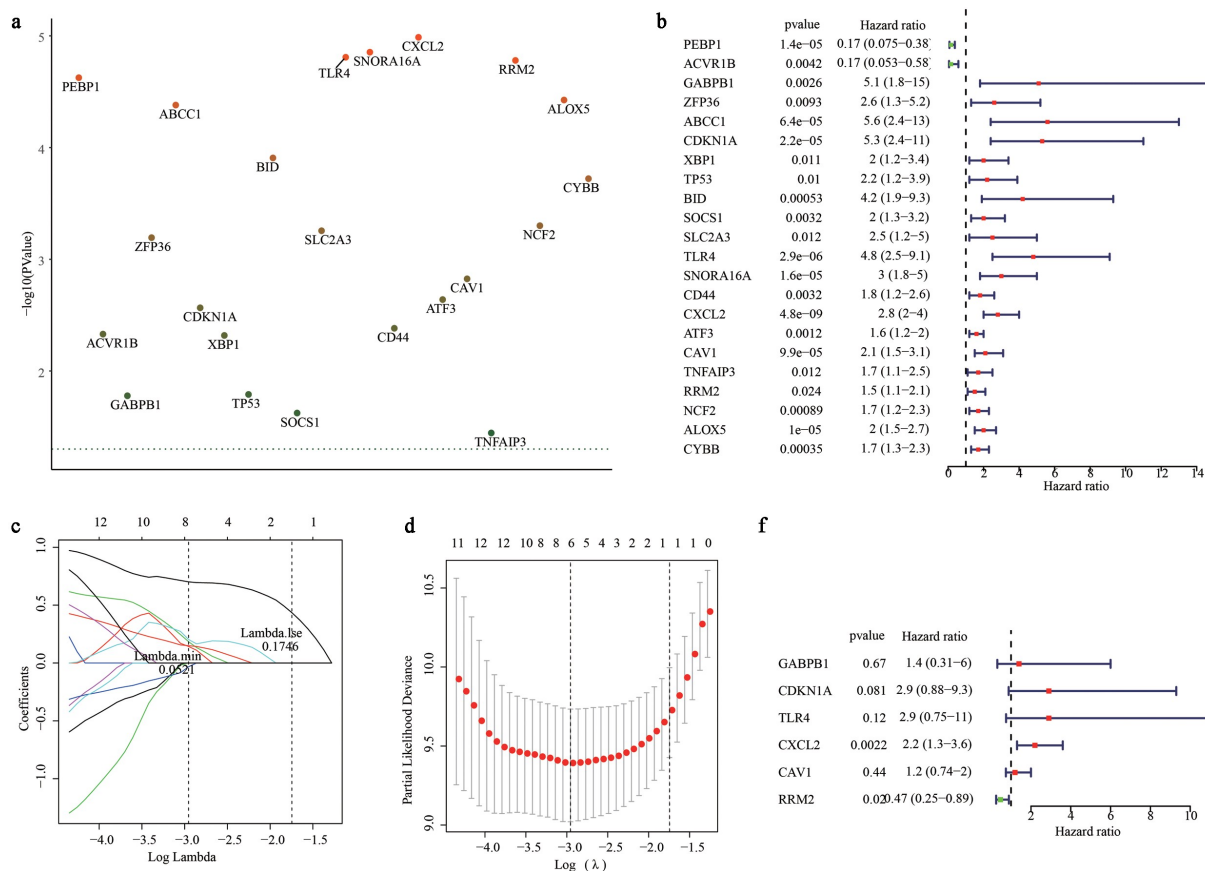 a
5
4
3
2
−log10(PValue)
CXCL2
SNORA16A
TLR4
RRM2
PEBP1
ALOX5
ABCC1
BID
CYBB
NCF2
SLC2A3
ZFP36
CAV1
ATF3
CDKN1A
CD44
ACVR1B
XBP1
GABPB1
TP53
SOCS1
TNFAIP3
b
pvalue Hazard ratio
PEBP1 1.4e−05 0.17 (0.075−0.38)
ACVR1B 0.0042 0.17 (0.053−0.58)
GABPB1 0.0026 5.1 (1.8−15)
ZFP36 0.0093 2.6 (1.3−5.2)
ABCC1 6.4e−05 5.6 (2.4−13)
CDKN1A 2.2e−05 5.3 (2.4−11)
XBP1 0.011 2 (1.2−3.4)
TP53 0.01 2.2 (1.2−3.9)
BID 0.00053 4.2 (1.9−9.3)
SOCS1 0.0032 2 (1.3−3.2)
SLC2A3 0.012 2.5 (1.2−5)
TLR4 2.9e−06 4.8 (2.5−9.1)
SNORA16A 1.6e−05 3 (1.8−5)
CD44 0.0032 1.8 (1.2−2.6)
CXCL2 4.8e−09 2.8 (2−4)
ATF3 0.0012 1.6 (1.2−2)
CAV1 9.9e−05 2.1 (1.5−3.1)
TNFAIP3 0.012 1.7 (1.1−2.5)
RRM2 0.024 1.5 (1.1−2.1)
NCF2 0.00089 1.7 (1.2−2.3)
ALOX5 1e−05 2 (1.5−2.7)
CYBB 0.00035 1.7 (1.3−2.3)
0 2 4 6 8 10 12 14
Hazard ratio
c
12 10 8 4 2 1
1.0
0.5
0.0
−0.5
−1.0
Coefficients
Lambda.lse
0.1746
Lambda.min
0.0521
−4.0 −3.5 −3.0 −2.5 −2.0 −1.5
Log Lambda
d
11 12 12 10 8 8 6 5 4 3 2 2 1 1 1 0
10.5
10.0
9.5
9.0
Partial Likelihood Deviance
−4.0 −3.5 −3.0 −2.5 −2.0 −1.5
Log (λ)
f
pvalue Hazard ratio
GABPB1 0.67 1.4 (0.31−6)
CDKN1A 0.081 2.9 (0.88−9.3)
TLR4 0.12 2.9 (0.75−11)
CXCL2 0.0022 2.2 (1.3−3.6)
CAV1 0.44 1.2 (0.74−2)
RRM2 0.02 0.47 (0.25−0.89)
2 4 6 8 10
Hazard ratio